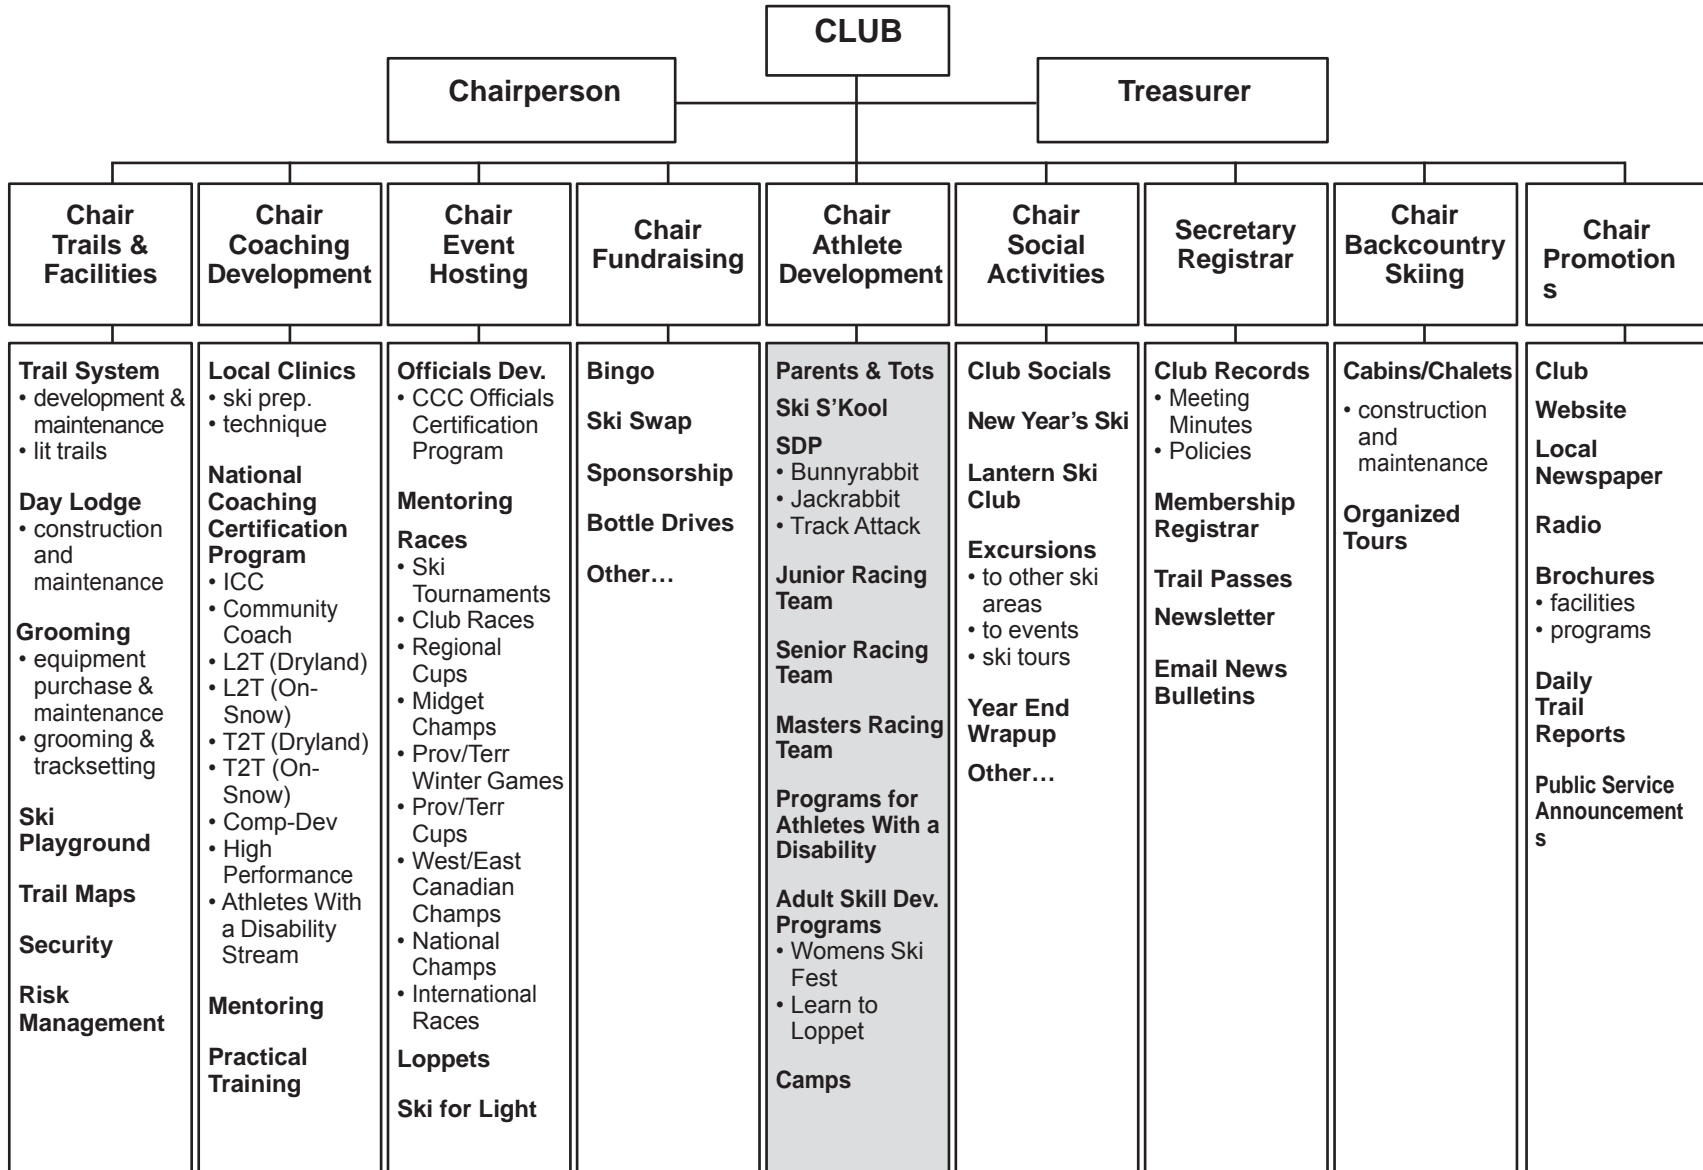 CLUB
Chairperson
Treasurer
Chair
Trails &
Facilities
Chair
Coaching
Development
Chair
Event
Hosting
Chair
Fundraising
Chair
Athlete
Development
Chair
Social
Activities
Secretary
Registrar
Chair
Backcountry
Skiing
Chair
Promotion
s
Trail System
• development &
maintenance
• lit trails
Day Lodge
• construction
and
maintenance
Grooming
• equipment
purchase &
maintenance
• grooming &
tracksetting
Ski
Playground
Trail Maps
Security
Risk
Management
Local Clinics
• ski prep.
• technique
National
Coaching
Certification
Program
• ICC
• Community
Coach
• L2T (Dryland)
• L2T (On-
Snow)
• T2T (Dryland)
• T2T (On-
Snow)
• Comp-Dev
• High
Performance
• Athletes With
a Disability
Stream
Mentoring
Practical
Training
Officials Dev.
• CCC Officials
Certification
Program
Mentoring
Races
• Ski
Tournaments
• Club Races
• Regional
Cups
• Midget
Champs
• Prov/Terr
Winter Games
• Prov/Terr
Cups
• West/East
Canadian
Champs
• National
Champs
• International
Races
Loppets
Ski for Light
Bingo
Ski Swap
Sponsorship
Bottle Drives
Other…
Parents & Tots
Ski S’Kool
SDP
• Bunnyrabbit
• Jackrabbit
• Track Attack
Junior Racing
Team
Senior Racing
Team
Masters Racing
Team
Programs for
Athletes With a
Disability
Adult Skill Dev.
Programs
• Womens Ski
Fest
• Learn to
Loppet
Camps
Club Socials
New Year’s Ski
Lantern Ski
Club
Excursions
• to other ski
areas
• to events
• ski tours
Year End
Wrapup
Other…
Club Records
• Meeting
Minutes
• Policies
Membership
Registrar
Trail Passes
Newsletter
Email News
Bulletins
Cabins/Chalets
• construction
and
maintenance
Organized
Tours
Club
Website
Local
Newspaper
Radio
Brochures
• facilities
• programs
Daily
Trail
Reports
Public Service
Announcement
s